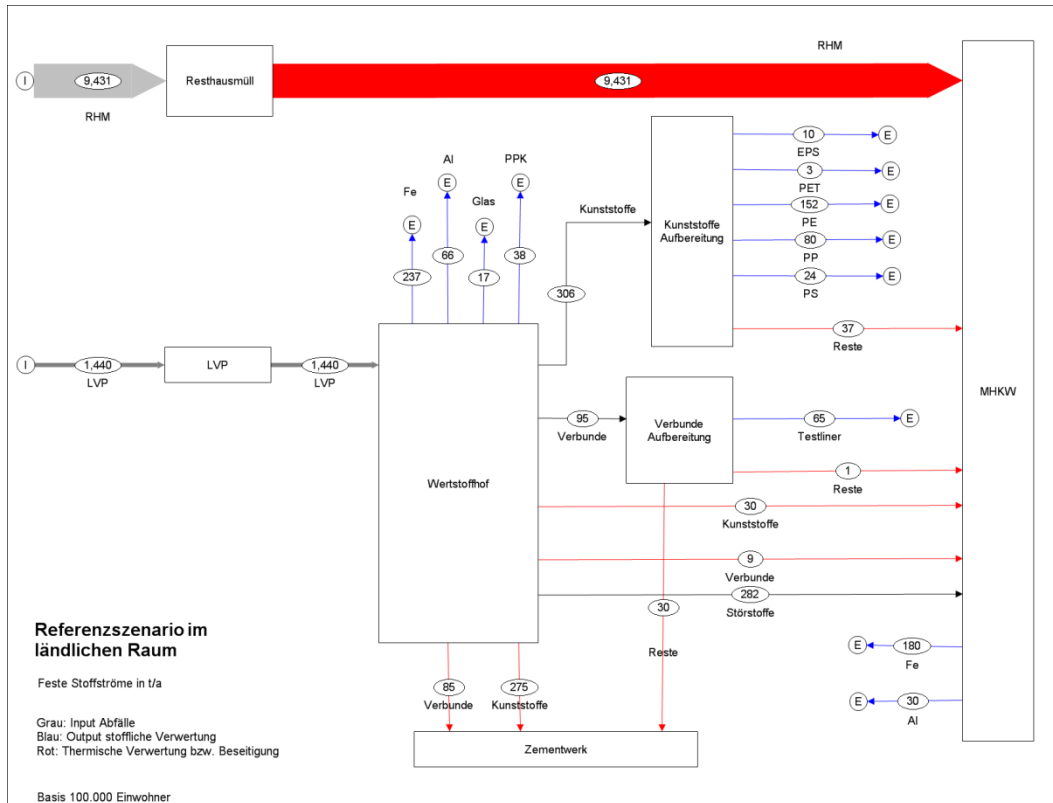 RHM
I
9,431
Resthausmüll
9,431
RHM
Al
PPK
E
E
Fe
Glas
E
E
237
66
17
38
Kunststoffe
306
Kunststoffe
Aufbereitung
10
E
EPS
3
E
PET
152
E
PE
80
E
PP
24
E
PS
37
Reste
I
1,440
LVP
LVP
1,440
LVP
MHKW
95
Verbunde
Verbunde
Aufbereitung
65
E
Testliner
1
Reste
Wertstoffhof
30
Kunststoffe
9
Verbunde
282
Störstoffe
30
Reste
Referenzszenario im
ländlichen Raum
Feste Stoffströme in t/a
Grau: Input Abfälle
Blau: Output stoffliche Verwertung
Rot: Thermische Verwertung bzw. Beseitigung
Basis 100.000 Einwohner
85
Verbunde
275
Kunststoffe
Zementwerk
E
180
Fe
E
30
Al